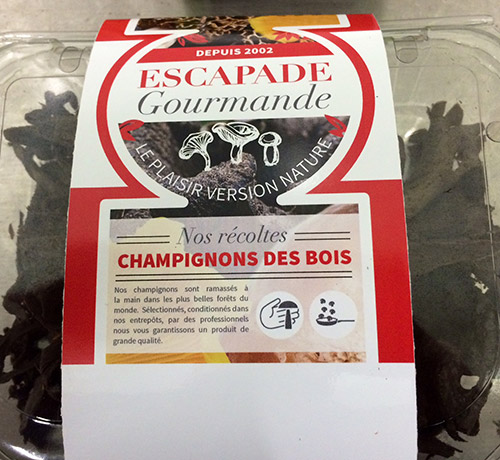 DEPUIS 2002
ESCAPADE
Gourmande
LE PLAISIR VERSION NATURE
Nos récoltes
CHAMPIGNONS DES BOIS
Nos champignons sont ramassés à
la main dans les plus belles forêts du
monde. Sélectionnés, conditionnés dans
nos entrepôts, par des professionnels
nous vous garantissons un produit de
grande qualité.